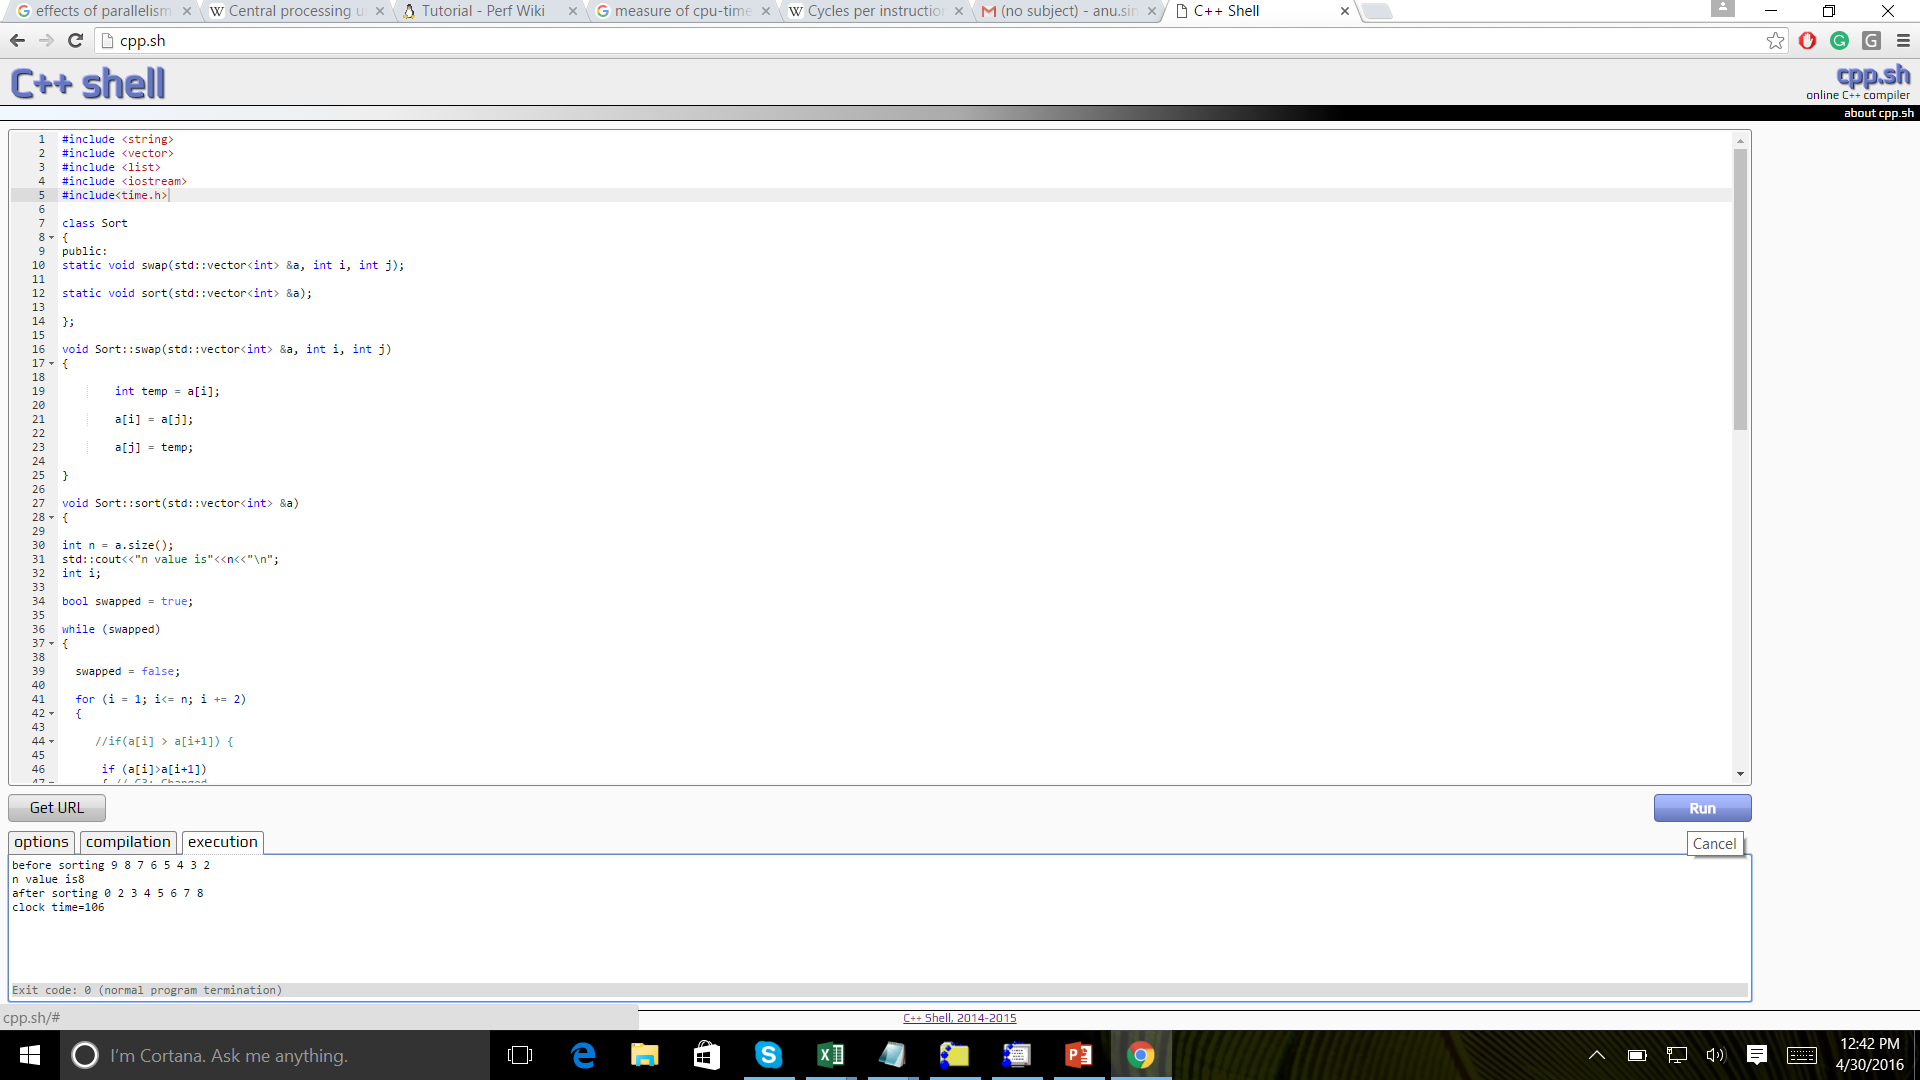 effects of parallelism
Central processing u
Tutorial - Perf Wiki
measure of cpu-time
Cycles per instruction
(no subject) - anu.sin
C++ Shell
cpp.sh
C++ shell
cpp.sh
online C++ compiler
about cpp.sh
1 #include <string>
2 #include <vector>
3 #include <list>
4 #include <iostream>
5 #include<time.h>
6
7 class Sort
8 {
9 public:
10 static void swap(std::vector<int> &a, int i, int j);
11
12 static void sort(std::vector<int> &a);
13
14 };
15
16 void Sort::swap(std::vector<int> &a, int i, int j)
17 {
18
19 int temp = a[i];
20
21 a[i] = a[j];
22
23 a[j] = temp;
24
25 }
26
27 void Sort::sort(std::vector<int> &a)
28 {
29
30 int n = a.size();
31 std::cout<<"n value is"<<n<<"\n";
32 int i;
33
34 bool swapped = true;
35
36 while (swapped)
37 {
38
39 swapped = false;
40
41 for (i = 1; i<= n; i += 2)
42 {
43
44 //if(a[i] > a[i+1]) {
45
46 if (a[i]>a[i+1])
47 { // C3: Changed
Get URL
Run
options compilation execution
Cancel
before sorting 9 8 7 6 5 4 3 2
n value is8
after sorting 0 2 3 4 5 6 7 8
clock time=106
Exit code: 0 (normal program termination)
cpp.sh/#
C++ Shell, 2014-2015
I'm Cortana. Ask me anything.
12:42 PM
4/30/2016